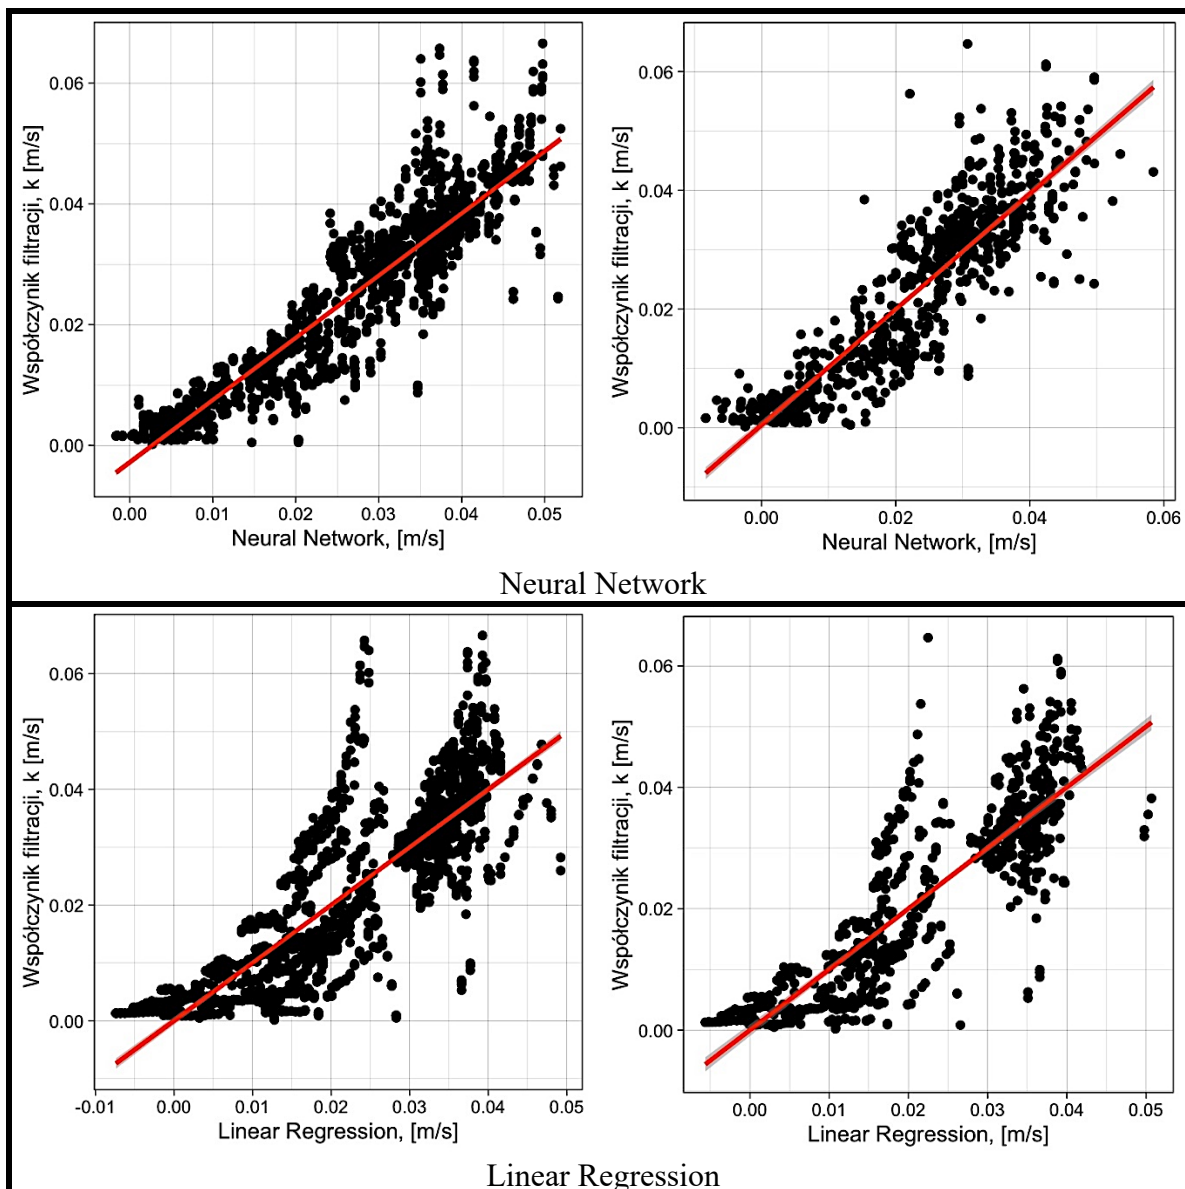 Współczynik filtracji, k [m/s]
0.06
0.04
0.02
0.00
0.00 0.01 0.02 0.03 0.04 0.05
Neural Network, [m/s]
Współczynik filtracji, k [m/s]
0.06
0.04
0.02
0.00
0.00 0.02 0.04 0.06
Neural Network, [m/s]
Neural Network
Współczynik filtracji, k [m/s]
0.06
0.04
0.02
0.00
-0.01 0.00 0.01 0.02 0.03 0.04 0.05
Linear Regression, [m/s]
Współczynik filtracji, k [m/s]
0.06
0.04
0.02
0.00
0.00 0.01 0.02 0.03 0.04 0.05
Linear Regression, [m/s]
Linear Regression